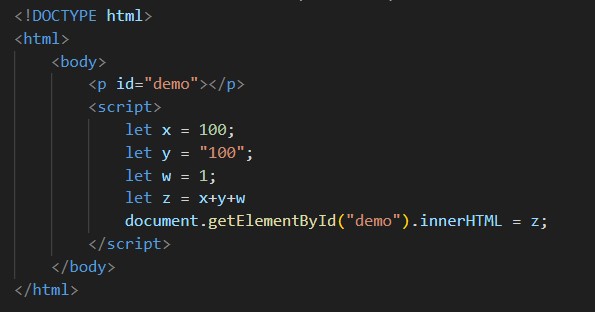 <!DOCTYPE html>
<html>
<body>
<p id="demo"></p>
<script>
let x = 100;
let y = "100";
let w = 1;
let z = x+y+w
document.getElementById("demo").innerHTML = z;
</script>
</body>
</html>